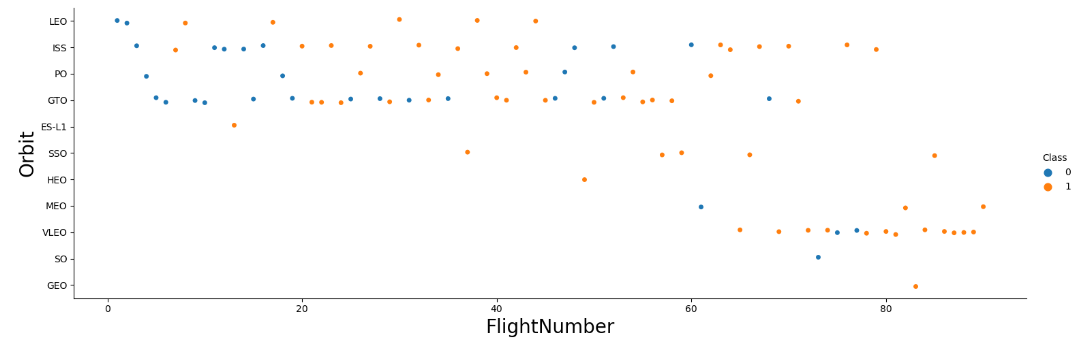 LEO
ISS
PO
GTO
ES-L1
SSO
HEO
MEO
VLEO
SO
GEO
Orbit
0
20
40
60
80
FlightNumber
Class
0
1